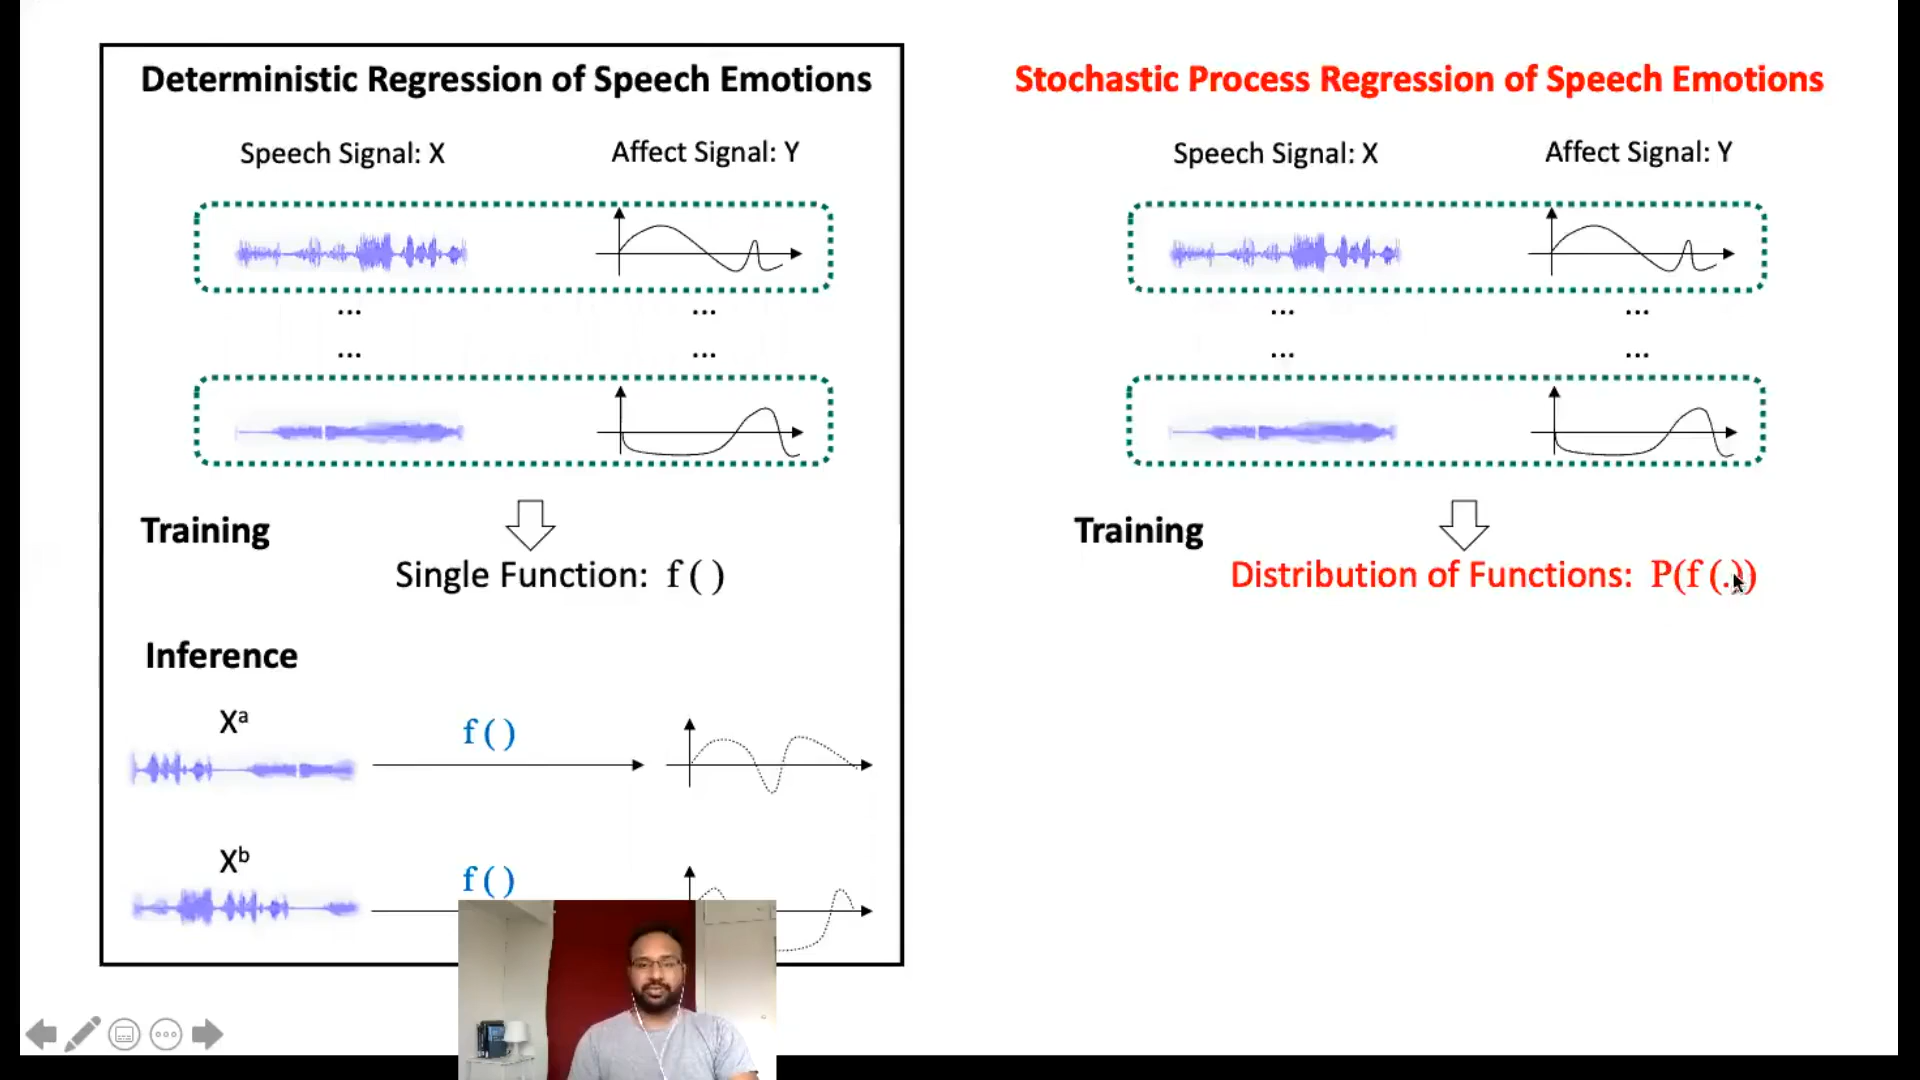 Deterministic Regression of Speech Emotions
Speech Signal: X
Affect Signal: Y
...
...
...
...
Training
Single Function: f ( )
Inference
Xᵃ
f ( )
Xᵇ
f ( )
Stochastic Process Regression of Speech Emotions
Speech Signal: X
Affect Signal: Y
...
...
...
...
Training
Distribution of Functions: P(f (.))